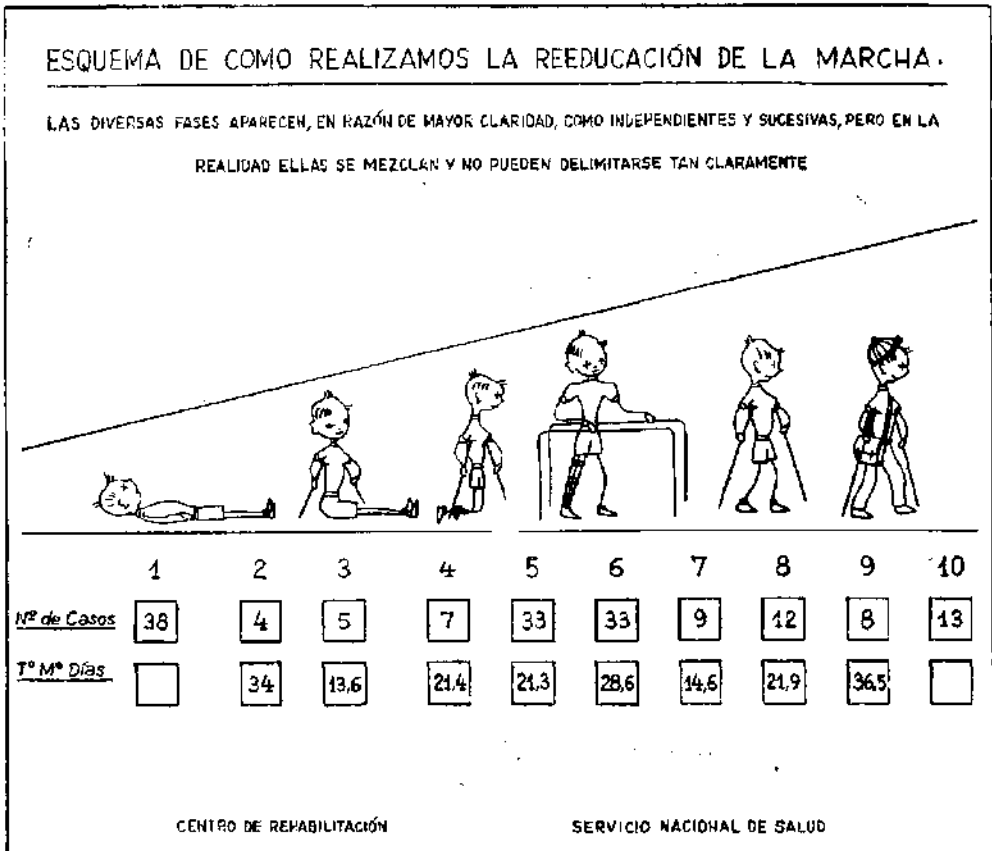 ESQUEMA DE COMO REALIZAMOS LA REEDUCACIÓN DE LA MARCHA.
LAS DIVERSAS FASES APARECEN, EN RAZÓN DE MAYOR CLARIDAD, COMO INDEPENDIENTES Y SUCESIVAS, PERO EN LA
REALIDAD ELLAS SE MEZCLAN Y NO PUEDEN DELIMITARSE TAN CLARAMENTE
1 2 3 4 5 6 7 8 9 10
Nº de Casos 38 4 5 7 33 33 9 12 8 13
Tº Mº Días 34 13,6 21.4 21.3 28,6 14,6 21,9 36,5
CENTRO DE REHABILITACIÓN SERVICIO NACIONAL DE SALUD